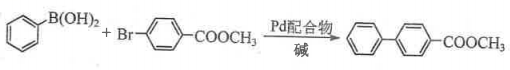 B(OH)₂ + Br COOCH₃ Pd配合物 COOCH₃
碱